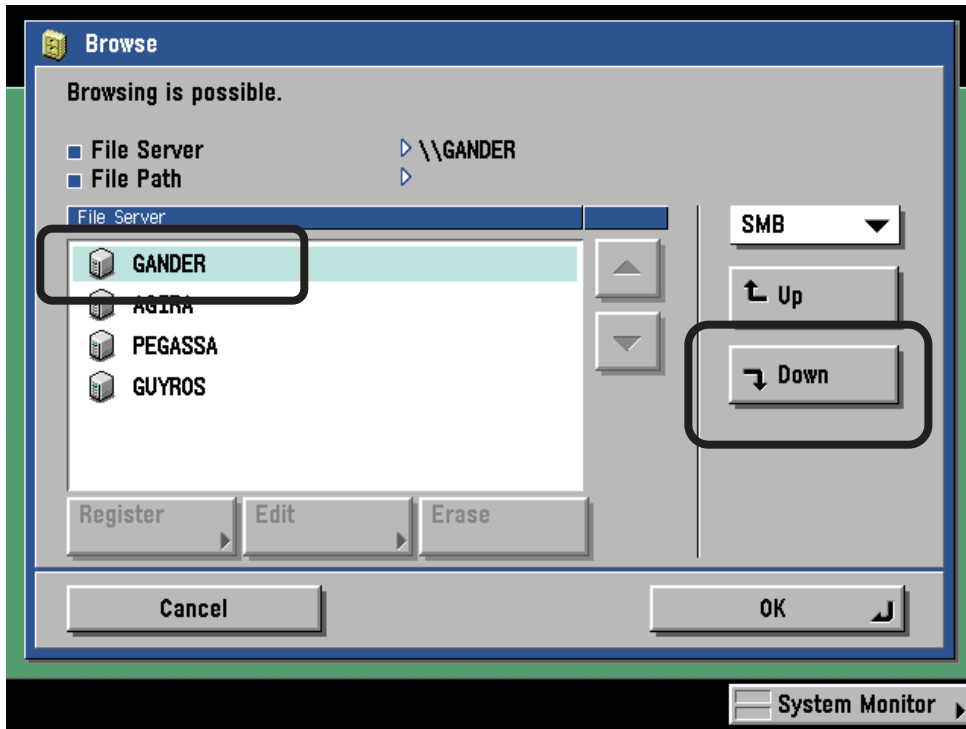 Browse
Browsing is possible.
File Server \\GANDER
File Path
File Server
SMB
GANDER
Up
AGIRA
PEGASSA
Down
GUYROS
Register Edit Erase
Cancel OK
System Monitor